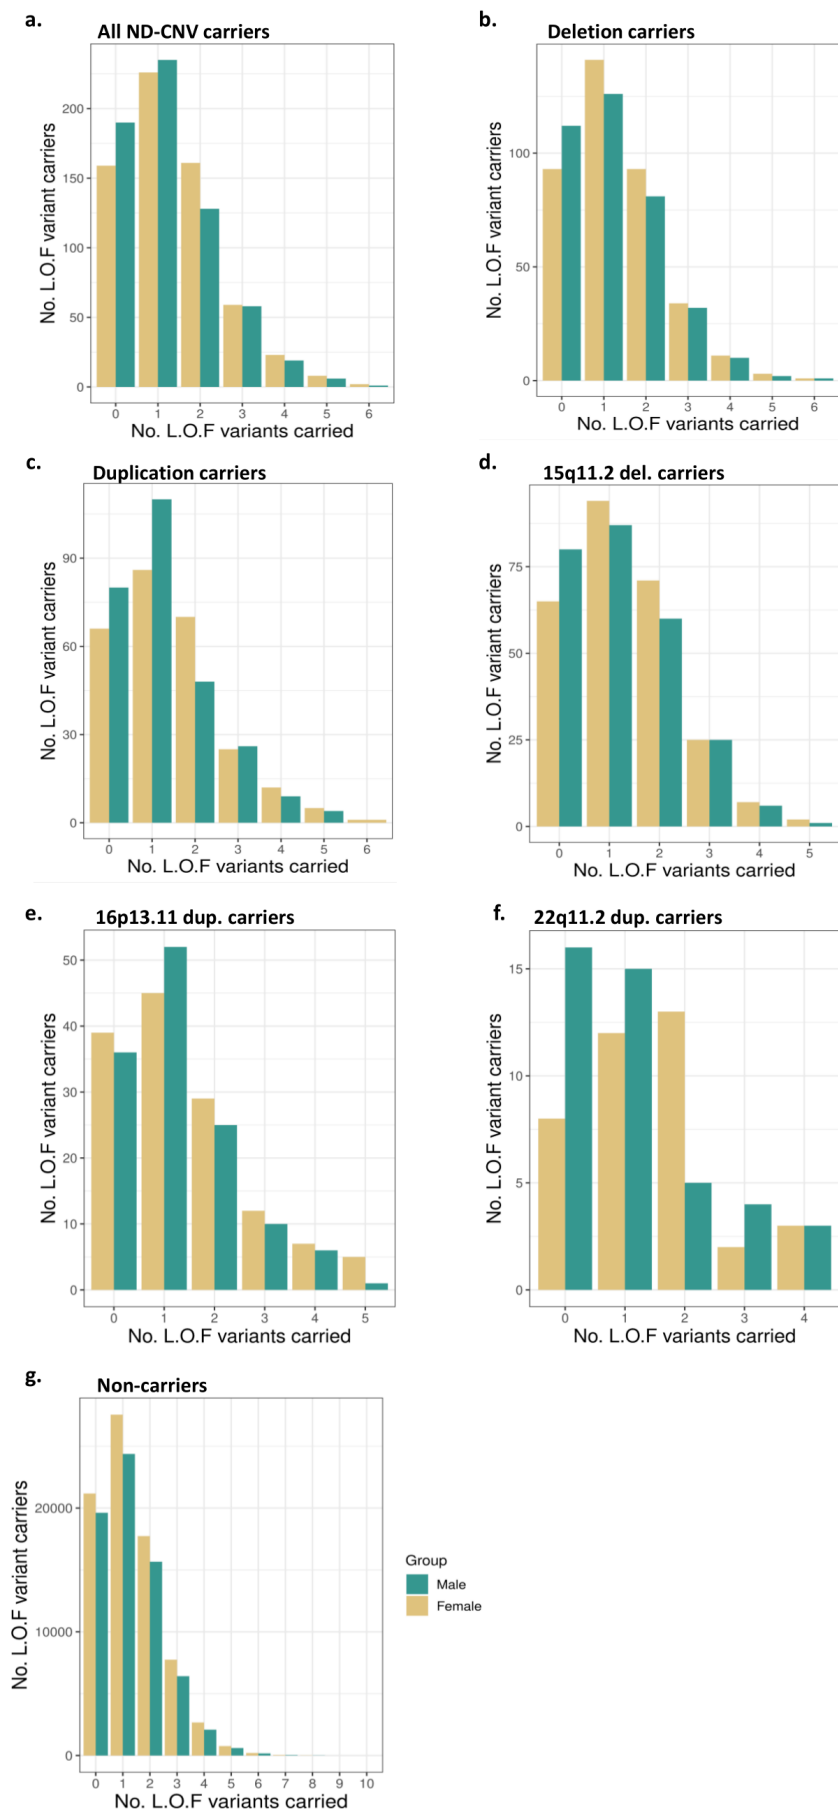 a.
All ND-CNV carriers
No. L.O.F variant carriers
200
150
100
50
0
0 1 2 3 4 5 6
No. L.O.F variants carried
b.
Deletion carriers
No. L.O.F variant carriers
100
50
0
0 1 2 3 4 5 6
No. L.O.F variants carried
c.
Duplication carriers
No. L.O.F variant carriers
90
60
30
0
0 1 2 3 4 5 6
No. L.O.F variants carried
d.
15q11.2 del. carriers
No. L.O.F variant carriers
75
50
25
0
0 1 2 3 4 5
No. L.O.F variants carried
e.
16p13.11 dup. carriers
No. L.O.F variant carriers
50
40
30
20
10
0
0 1 2 3 4 5
No. L.O.F variants carried
f.
22q11.2 dup. carriers
No. L.O.F variant carriers
15
10
5
0
0 1 2 3 4
No. L.O.F variants carried
g.
Non-carriers
No. L.O.F variant carriers
20000
10000
0
0 1 2 3 4 5 6 7 8 9 10
No. L.O.F variants carried
Group
Male
Female